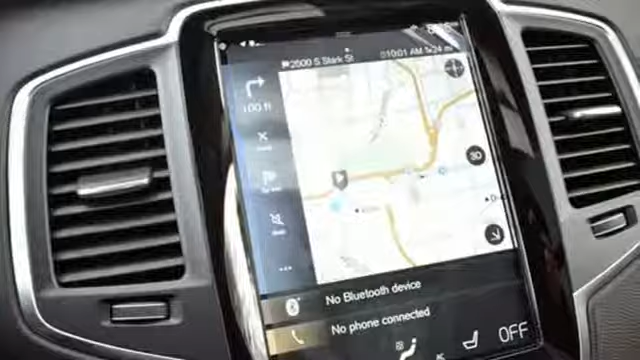 2500 S Stark St 10:01 AM
100 ft
3D
No Bluetooth device
No phone connected
OFF